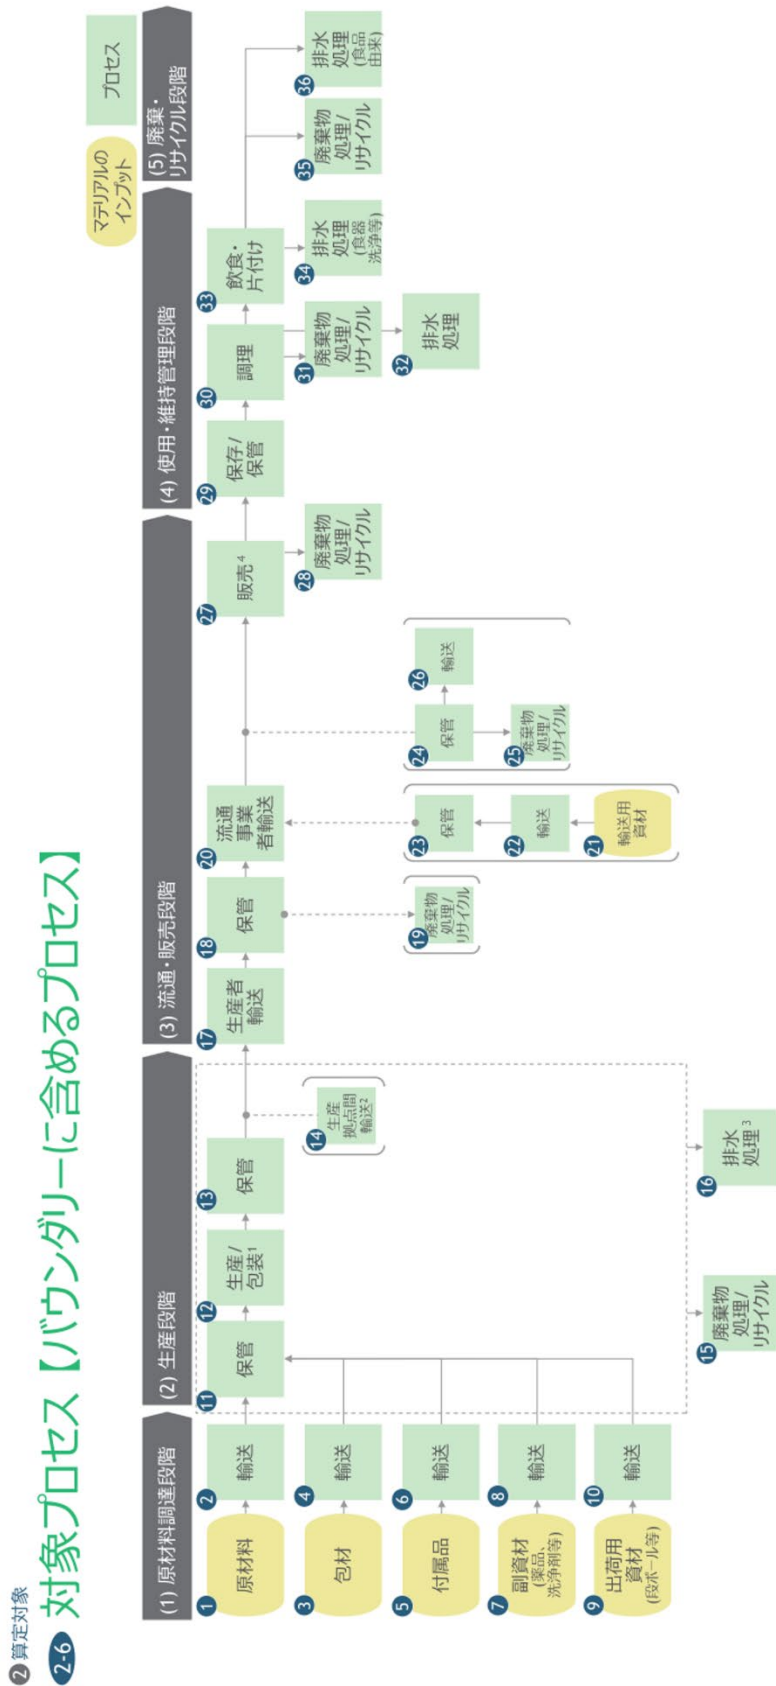 2 算定対象
2-6 対象プロセス【バウンダリーに含めるプロセス】
マテリアルの
インプット
プロセス
(1) 原材料調達段階
(2) 生産段階
(3) 流通・販売段階
(4) 使用・維持管理段階
(5) 廃棄・
リサイクル段階
1
原材料
2
輸送
3
包材
4
輸送
5
付属品
6
輸送
7
副資材
(薬品、
洗浄剤等)
8
輸送
9
出荷用
資材
(段ボール等)
10
輸送
11
保管
12
生産/
包装1
13
保管
14
生産
拠点間
輸送2
15
廃棄物
処理/
リサイクル
16
排水
処理3
17
生産者
輸送
18
保管
19
廃棄物
処理/
リサイクル
20
流通
事業
者輸送
21
輸送用
資材
22
輸送
23
保管
24
保管
25
廃棄物
処理/
リサイクル
26
輸送
27
販売4
28
廃棄物
処理/
リサイクル
29
保存/
保管
30
調理
31
廃棄物
処理/
リサイクル
32
排水
処理
33
飲食・
片付け
34
排水
処理
(食器
洗浄等)
35
廃棄物
処理/
リサイクル
36
排水
処理
(食品
由来)